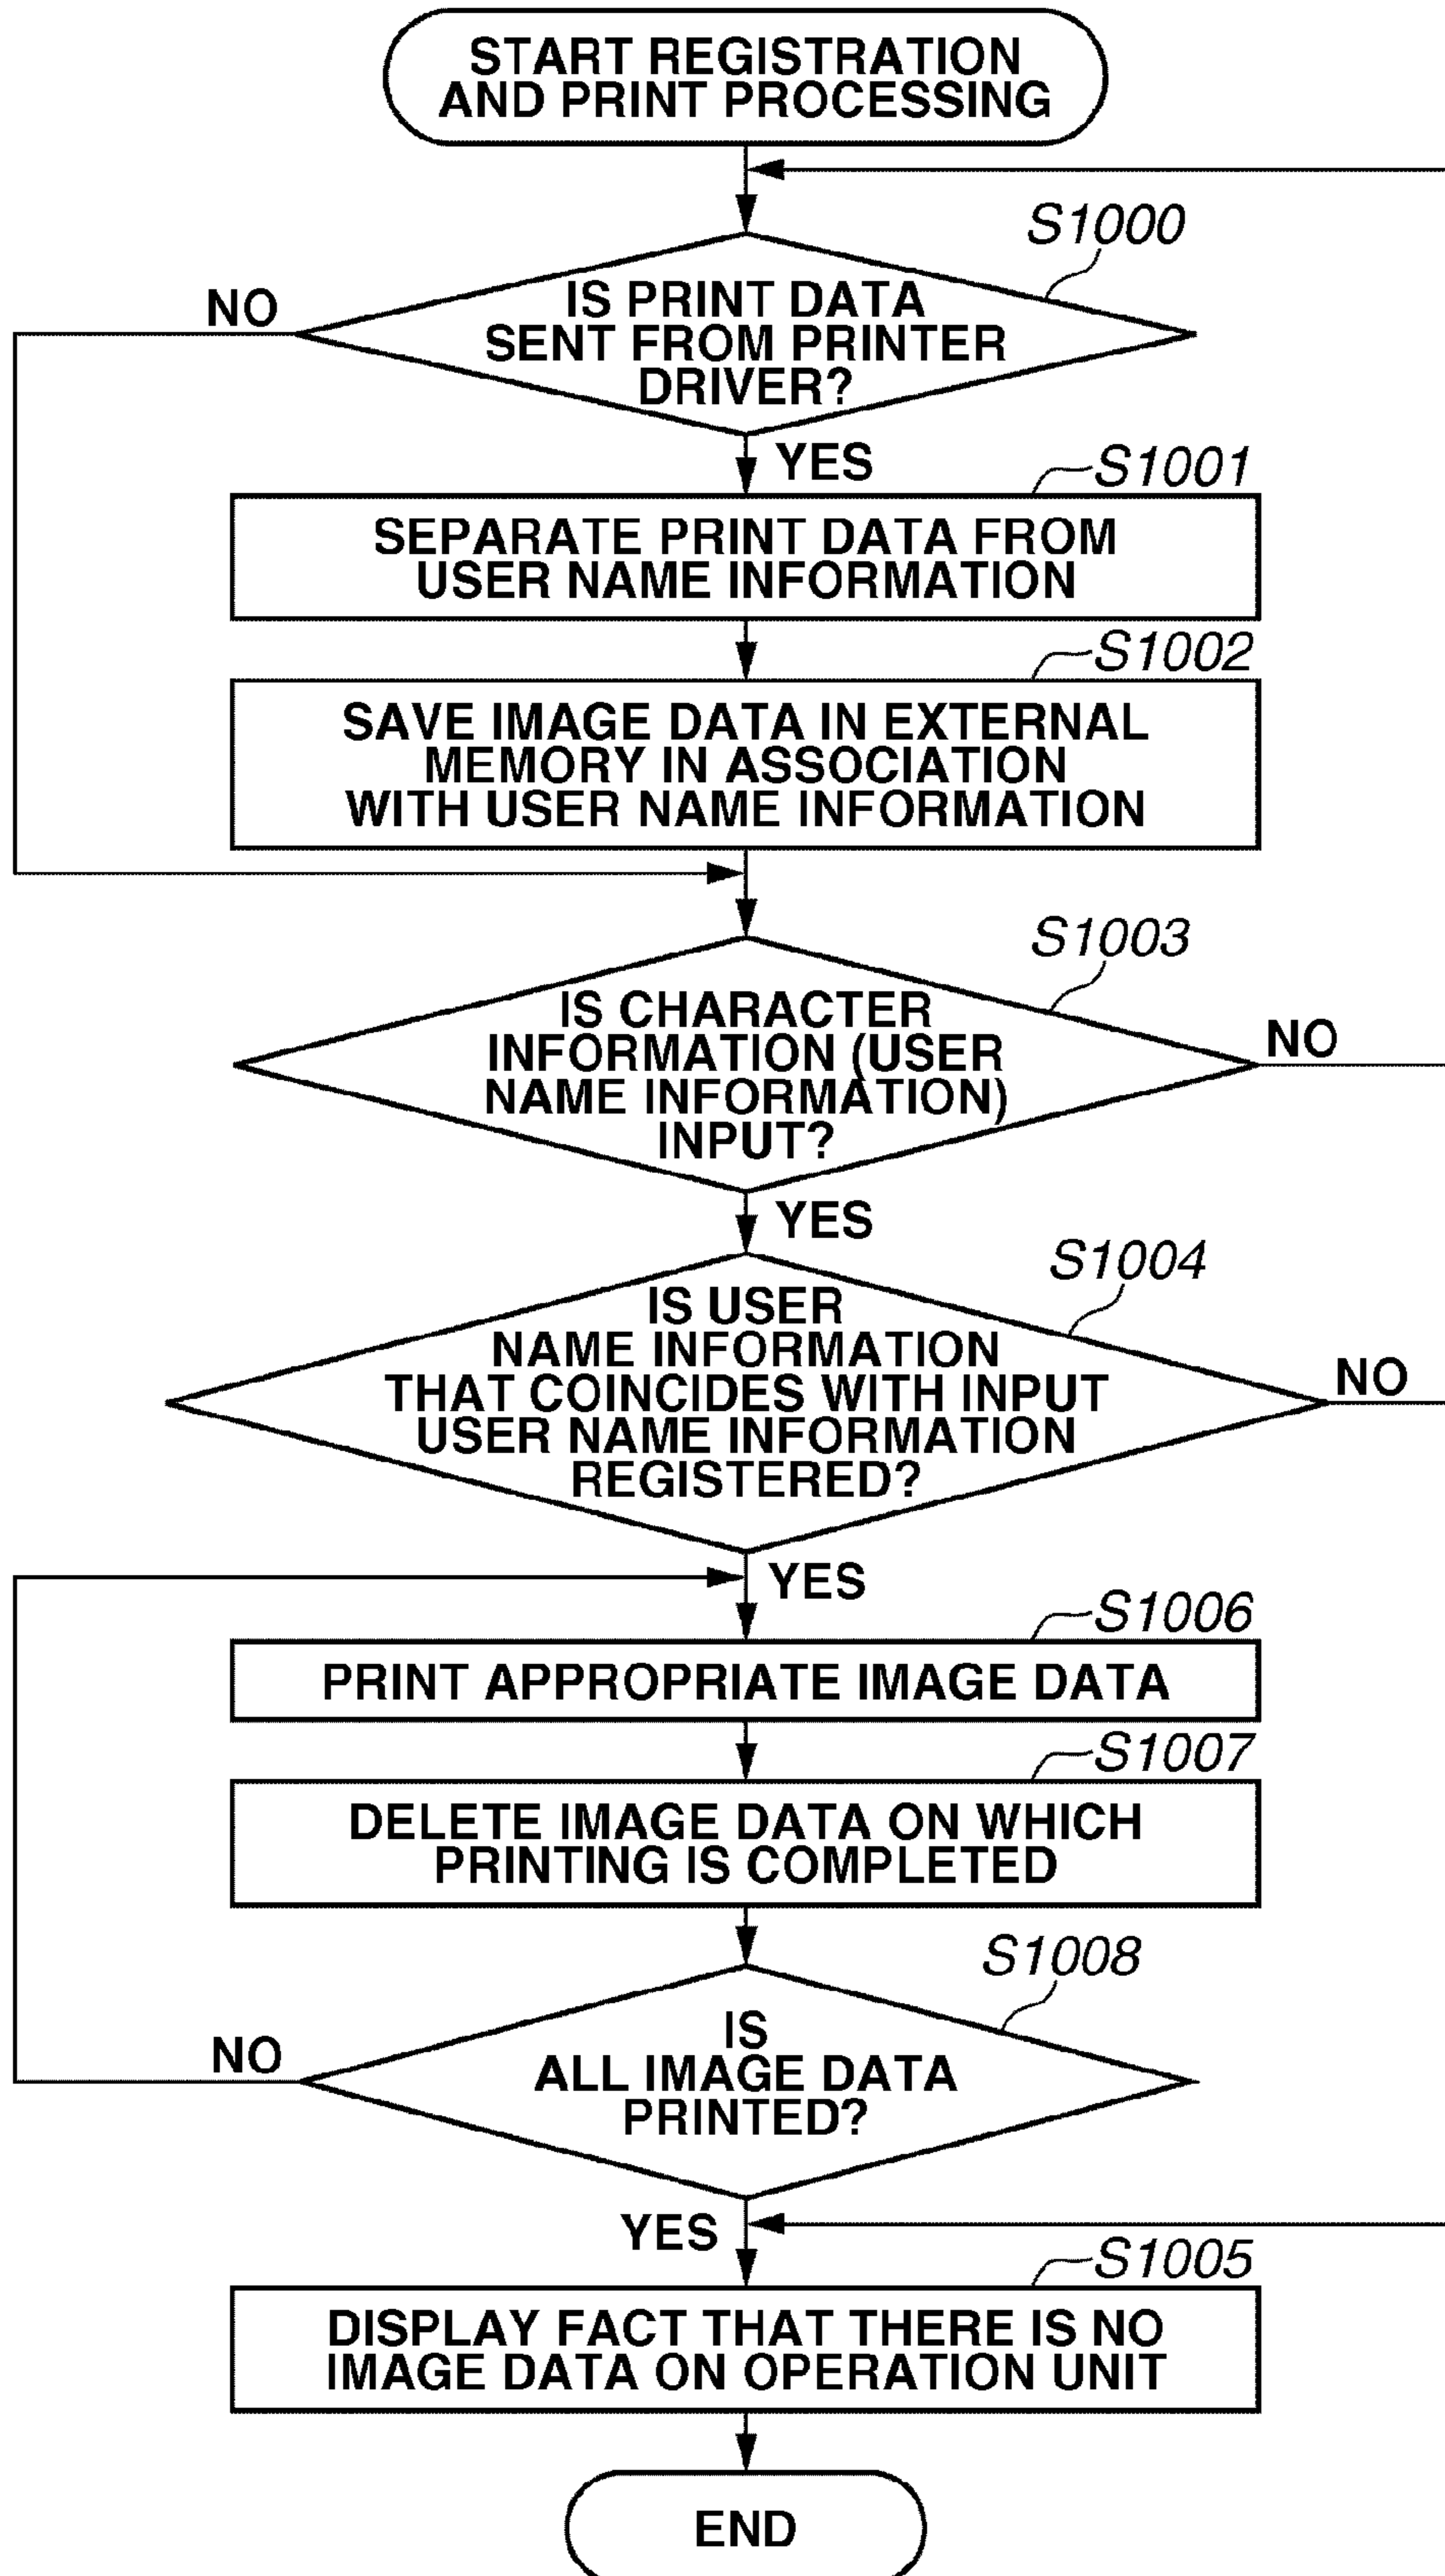 START REGISTRATION
AND PRINT PROCESSING
S1000
IS PRINT DATA
SENT FROM PRINTER
DRIVER?
NO
YES
S1001
SEPARATE PRINT DATA FROM
USER NAME INFORMATION
S1002
SAVE IMAGE DATA IN EXTERNAL
MEMORY IN ASSOCIATION
WITH USER NAME INFORMATION
S1003
IS CHARACTER
INFORMATION (USER
NAME INFORMATION)
INPUT?
NO
YES
S1004
IS USER
NAME INFORMATION
THAT COINCIDES WITH INPUT
USER NAME INFORMATION
REGISTERED?
NO
YES
S1006
PRINT APPROPRIATE IMAGE DATA
S1007
DELETE IMAGE DATA ON WHICH
PRINTING IS COMPLETED
S1008
IS
ALL IMAGE DATA
PRINTED?
NO
YES
S1005
DISPLAY FACT THAT THERE IS NO
IMAGE DATA ON OPERATION UNIT
END